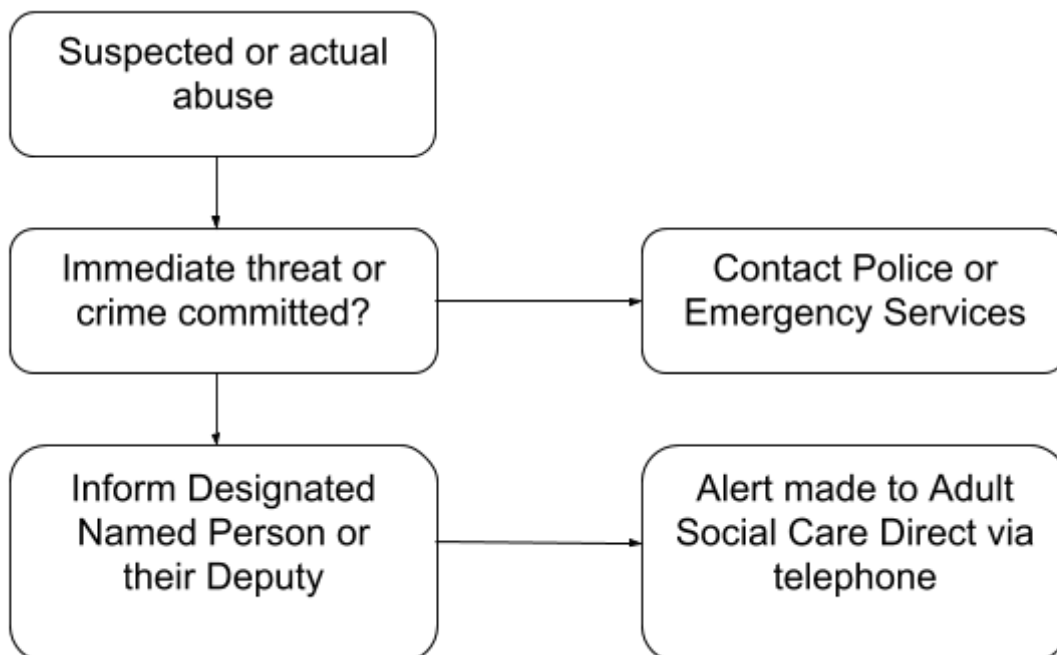 Suspected or actual
abuse
Immediate threat or
crime committed?
Contact Police or
Emergency Services
Inform Designated
Named Person or
their Deputy
Alert made to Adult
Social Care Direct via
telephone